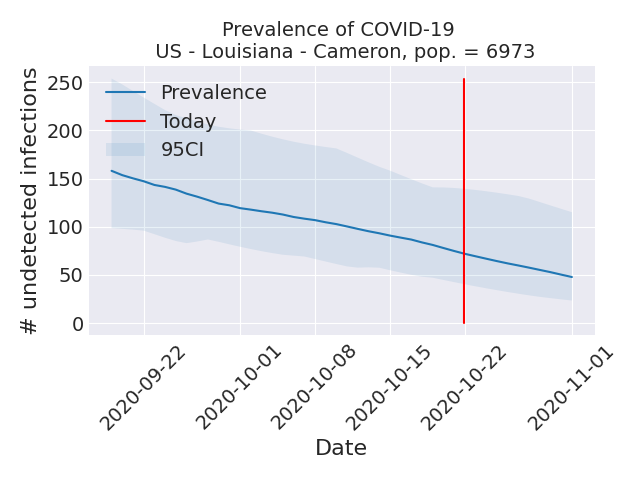 Prevalence of COVID-19
US - Louisiana - Cameron, pop. = 6973
# undetected infections
250
200
150
100
50
0
Prevalence
Today
95CI
2020-09-22
2020-10-01
2020-10-08
2020-10-15
2020-10-22
2020-11-01
Date